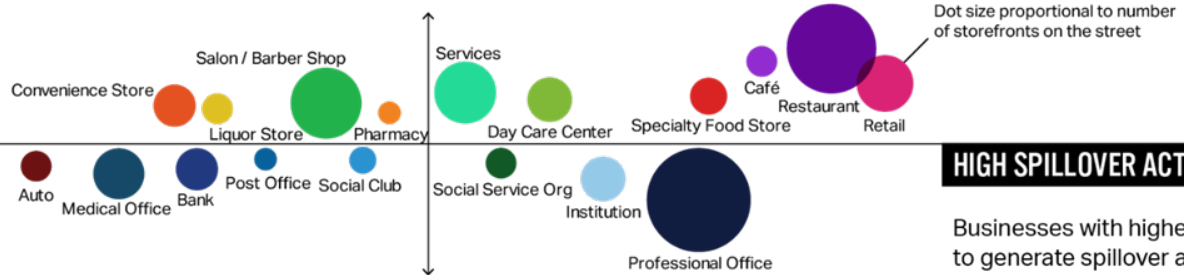 Dot size proportional to number
of storefronts on the street
Services
Salon / Barber Shop
Convenience Store
Café
Restaurant
Liquor Store
Pharmacy
Day Care Center
Specialty Food Store
Retail
HIGH SPILLOVER ACT
Auto
Medical Office
Bank
Post Office
Social Club
Social Service Org
Institution
Professional Office
Businesses with highe
to generate spillover a